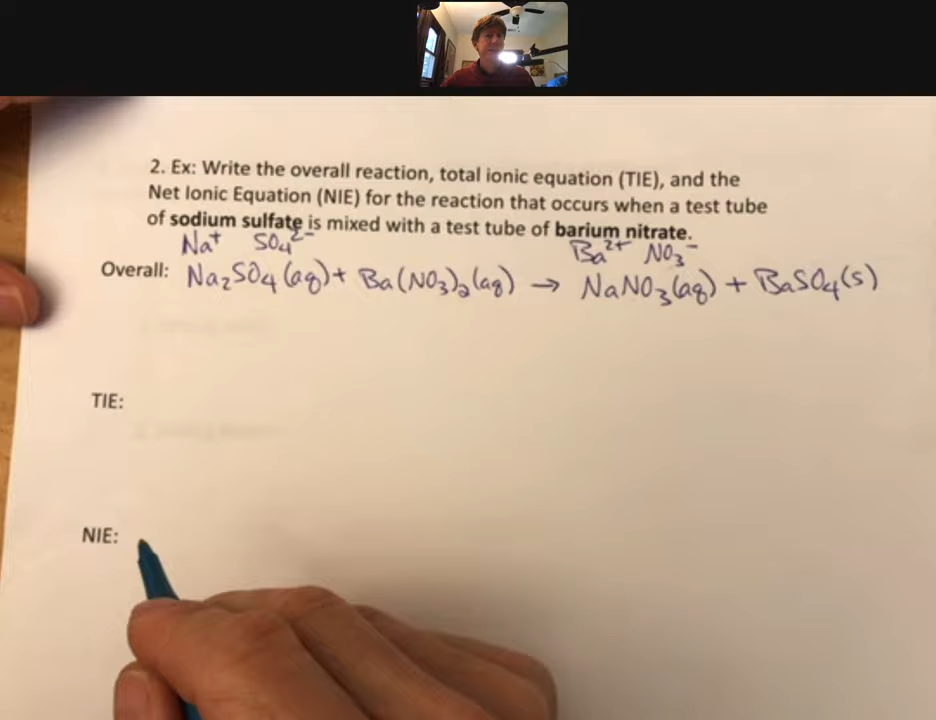 2. Ex: Write the overall reaction, total ionic equation (TIE), and the
Net Ionic Equation (NIE) for the reaction that occurs when a test tube
of sodium sulfate is mixed with a test tube of barium nitrate.
Na⁺ SO₄²⁻ Ba²⁺ NO₃⁻
Overall: Na₂SO₄(aq) + Ba(NO₃)₂(aq) → NaNO₃(aq) + BaSO₄(s)
TIE:
NIE: